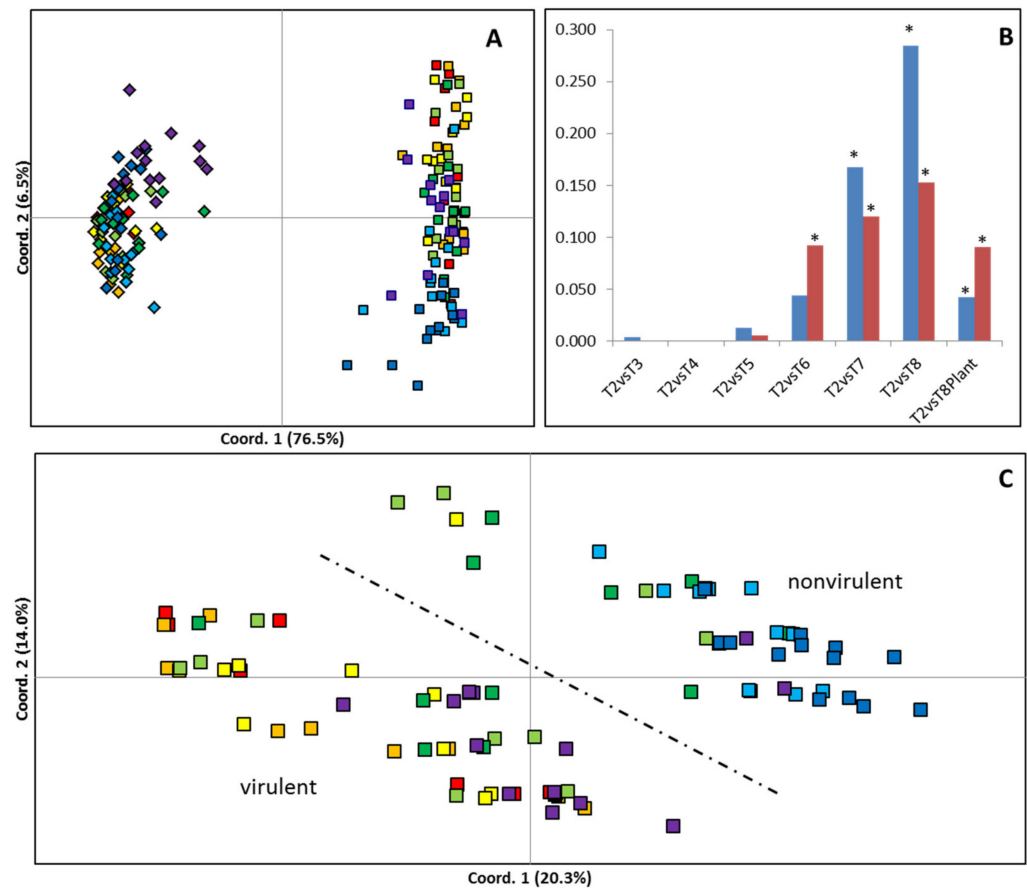 A
Coord. 2 (6.5%)
Coord. 1 (76.5%)
B
0.300
0.250
0.200
0.150
0.100
0.050
0.000
* * * * * * *
T2vsT3
T2vsT4
T2vsT5
T2vsT6
T2vsT7
T2vsT8
T2vsT8Plant
C
nonvirulent
virulent
Coord. 2 (14.0%)
Coord. 1 (20.3%)